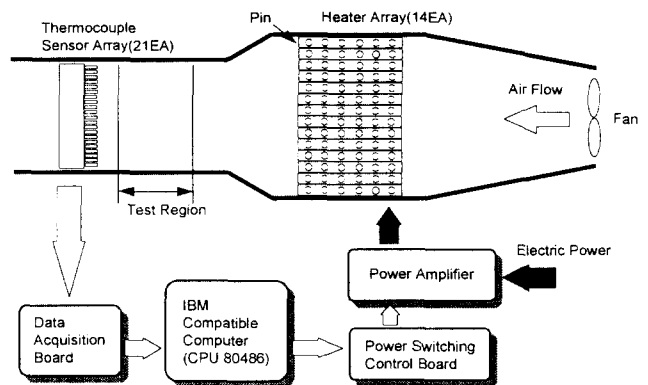 Thermocouple
Sensor Array(21EA)
Pin
Heater Array(14EA)
Air Flow
Fan
Test Region
Electric Power
Power Amplifier
Data
Acquisition
Board
IBM
Compatible
Computer
(CPU 80486)
Power Switching
Control Board